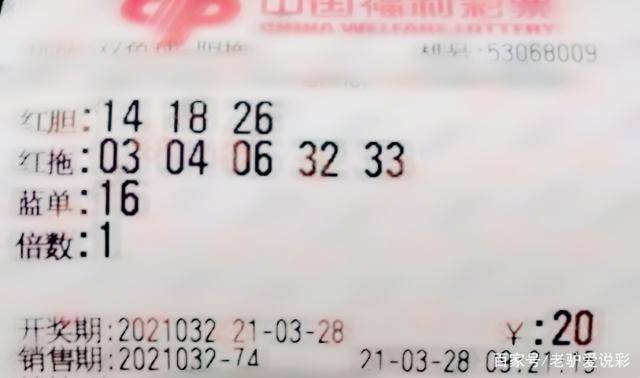 中国福利彩票
CHINA WELFARE LOTTERY
双色球-胆拖 机号:53068009
红胆:14 18 26
红拖:03 04 06 32 33
蓝单:16
倍数:1
开奖期:2021032 21-03-28 ¥:20
销售期:2021032-74 21-03-28
百家号/老驴爱说彩